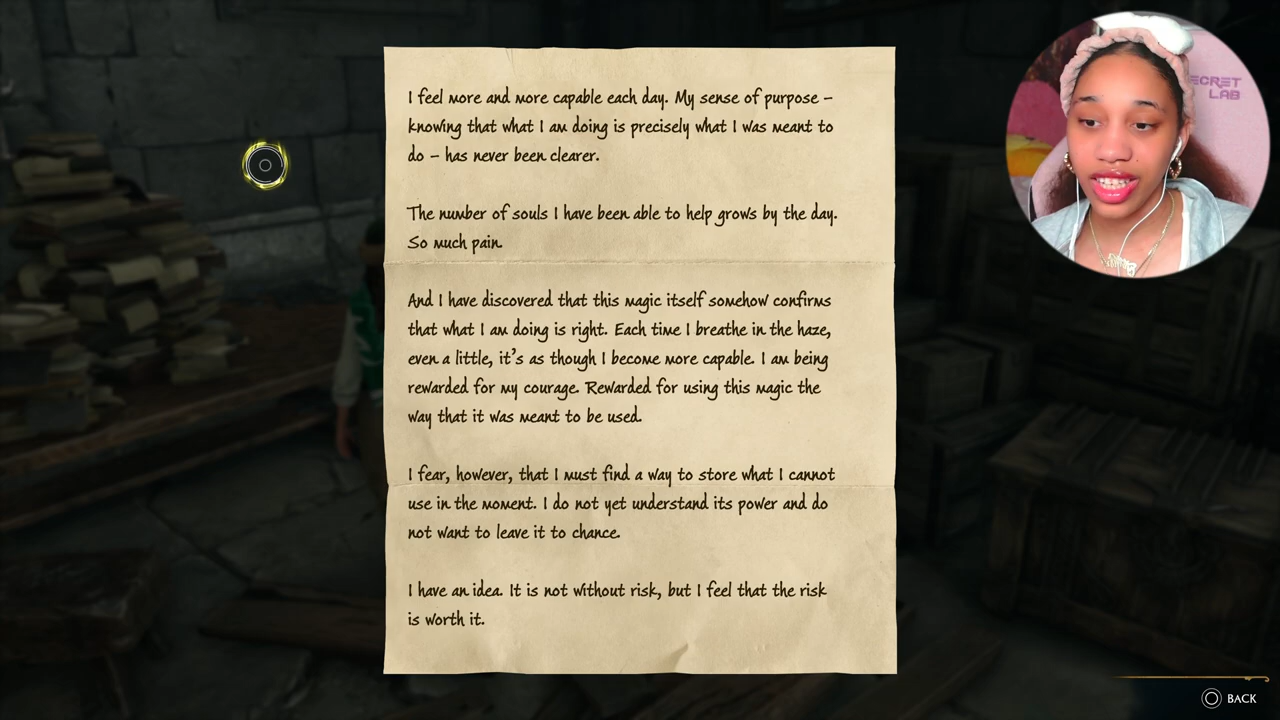 I feel more and more capable each day. My sense of purpose –
knowing that what I am doing is precisely what I was meant to
do – has never been clearer.
The number of souls I have been able to help grows by the day.
So much pain.
And I have discovered that this magic itself somehow confirms
that what I am doing is right. Each time I breathe in the haze,
even a little, it's as though I become more capable. I am being
rewarded for my courage. Rewarded for using this magic the
way that it was meant to be used.
I fear, however, that I must find a way to store what I cannot
use in the moment. I do not yet understand its power and do
not want to leave it to chance.
I have an idea. It is not without risk, but I feel that the risk
is worth it.
ECRET
LAB
BACK